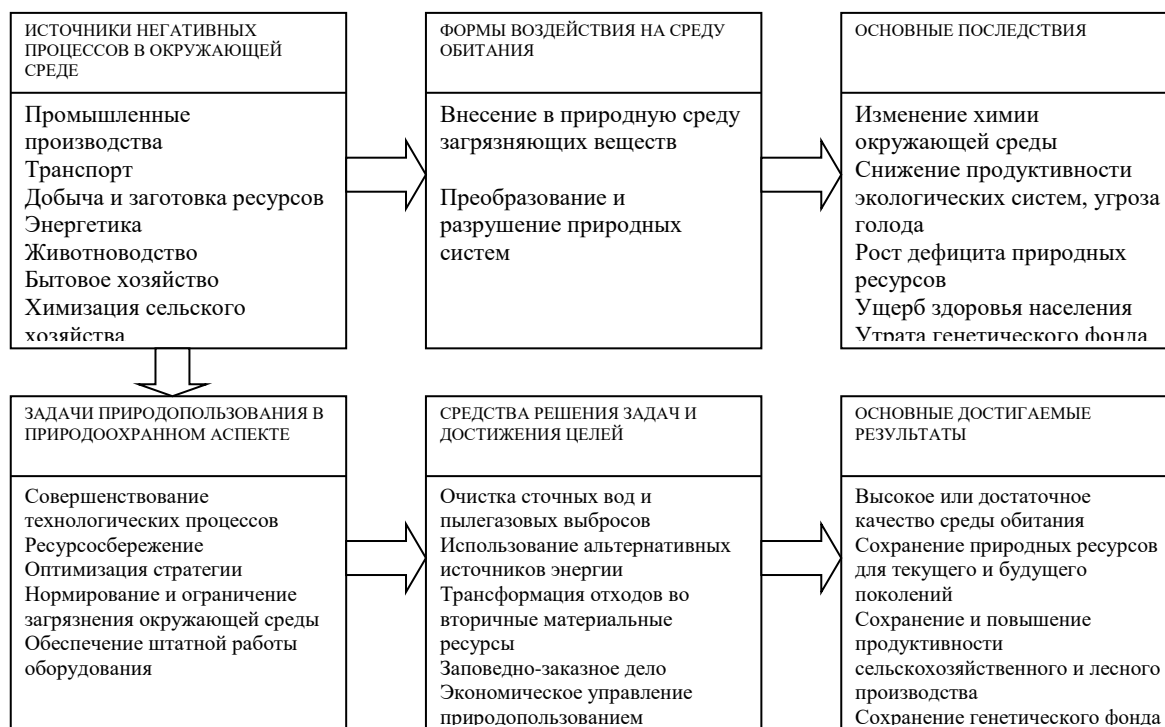 ИСТОЧНИКИ НЕГАТИВНЫХ
ПРОЦЕССОВ В ОКРУЖАЮЩЕЙ
СРЕДЕ
Промышленные
производства
Транспорт
Добыча и заготовка ресурсов
Энергетика
Животноводство
Бытовое хозяйство
Химизация сельского
хозяйства
ФОРМЫ ВОЗДЕЙСТВИЯ НА СРЕДУ
ОБИТАНИЯ
Внесение в природную среду
загрязняющих веществ
Преобразование и
разрушение природных
систем
ОСНОВНЫЕ ПОСЛЕДСТВИЯ
Изменение химии
окружающей среды
Снижение продуктивности
экологических систем, угроза
голода
Рост дефицита природных
ресурсов
Ущерб здоровья населения
Утрата генетического фонда
ЗАДАЧИ ПРИРОДОПОЛЬЗОВАНИЯ В
ПРИРОДООХРАННОМ АСПЕКТЕ
Совершенствование
технологических процессов
Ресурсосбережение
Оптимизация стратегии
Нормирование и ограничение
загрязнения окружающей среды
Обеспечение штатной работы
оборудования
СРЕДСТВА РЕШЕНИЯ ЗАДАЧ И
ДОСТИЖЕНИЯ ЦЕЛЕЙ
Очистка сточных вод и
пылегазовых выбросов
Использование альтернативных
источников энергии
Трансформация отходов во
вторичные материальные
ресурсы
Заповедно-заказное дело
Экономическое управление
природопользованием
ОСНОВНЫЕ ДОСТИГАЕМЫЕ
РЕЗУЛЬТАТЫ
Высокое или достаточное
качество среды обитания
Сохранение природных ресурсов
для текущего и будущего
поколений
Сохранение и повышение
продуктивности
сельскохозяйственного и лесного
производства
Сохранение генетического фонда